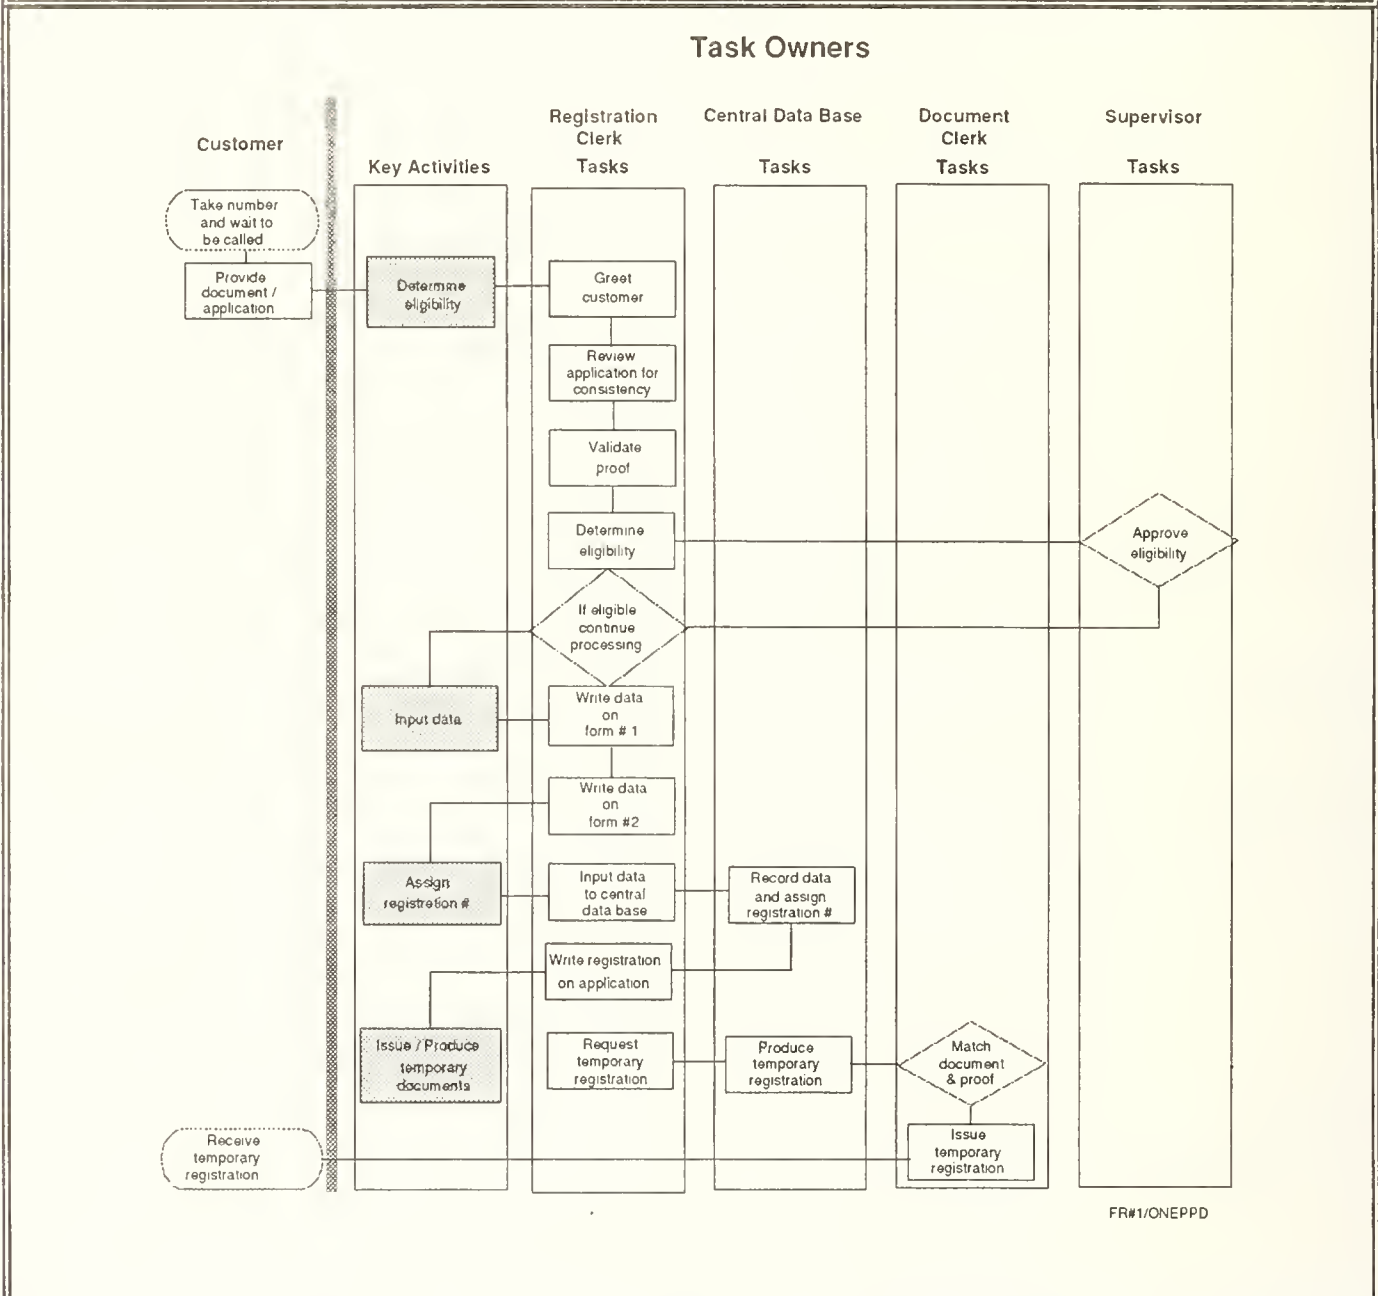 Task Owners
Customer
Key Activities
Registration
Clerk
Tasks
Central Data Base
Tasks
Document
Clerk
Tasks
Supervisor
Tasks
Take number
and wait to
be called
Provide
document /
application
Determine
eligibility
Greet
customer
Review
application for
consistency
Validate
proof
Determine
eligibility
Approve
eligibility
If eligible
continue
processing
Input data
Write data
on
form # 1
Write data
on
form #2
Assign
registration #
Input data
to central
data base
Record data
and assign
registration #
Write registration
on application
Issue / Produce
temporary
documents
Request
temporary
registration
Produce
temporary
registration
Match
document
& proof
Receive
temporary
registration
Issue
temporary
registration
FR#1/ONEPPD